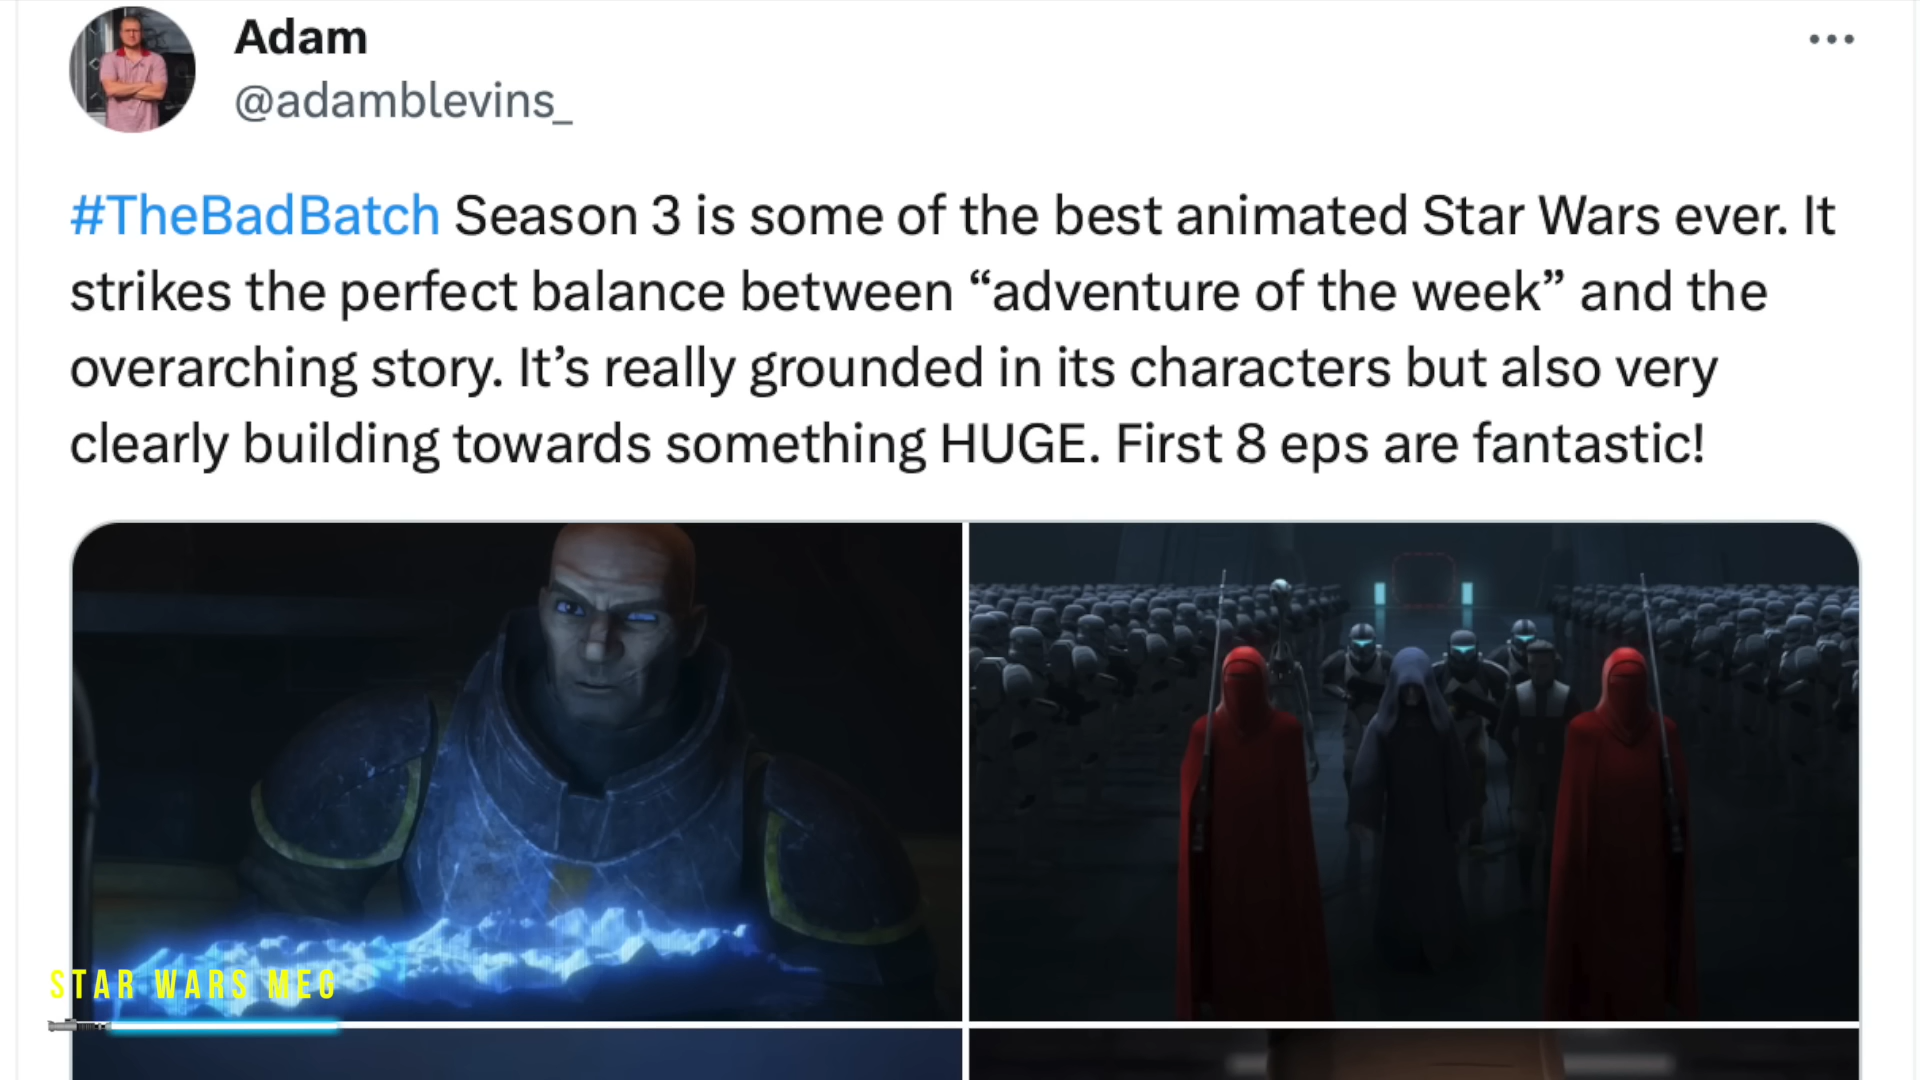 Adam
@adamblevins_
#TheBadBatch Season 3 is some of the best animated Star Wars ever. It
strikes the perfect balance between “adventure of the week” and the
overarching story. It’s really grounded in its characters but also very
clearly building towards something HUGE. First 8 eps are fantastic!
STAR WARS MEG